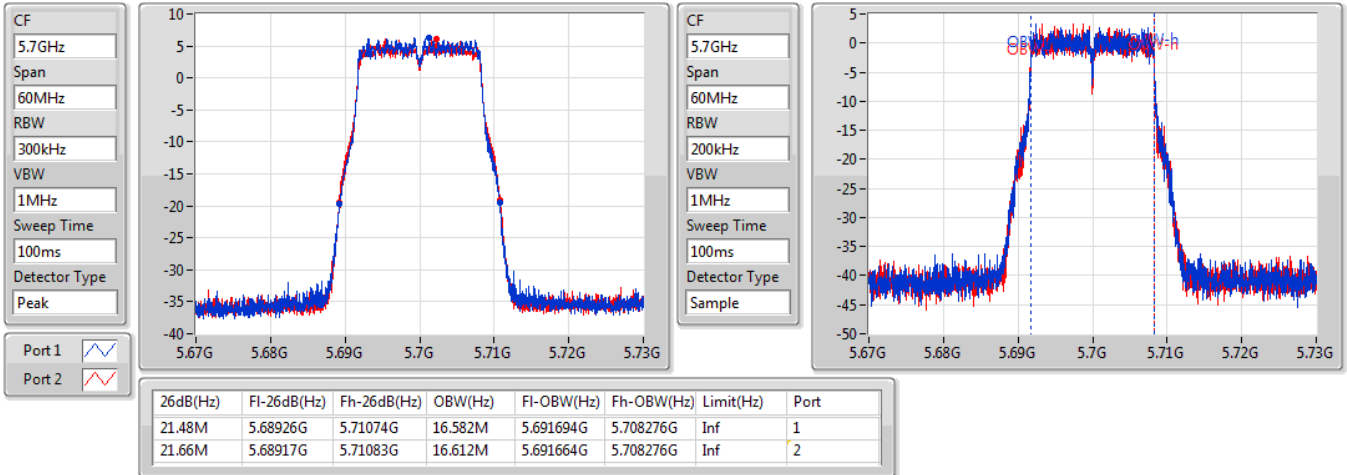 CF
5.7GHz
Span
60MHz
RBW
300kHz
VBW
1MHz
Sweep Time
100ms
Detector Type
Peak
Port 1
Port 2
10
5
0
-5
-10
-15
-20
-25
-30
-35
-40
5.67G 5.68G 5.69G 5.7G 5.71G 5.72G 5.73G
CF
5.7GHz
Span
60MHz
RBW
200kHz
VBW
1MHz
Sweep Time
100ms
Detector Type
Sample
5
0
-5
-10
-15
-20
-25
-30
-35
-40
-45
-50
5.67G 5.68G 5.69G 5.7G 5.71G 5.72G 5.73G
26dB(Hz) Fl-26dB(Hz) Fh-26dB(Hz) OBW(Hz) Fl-OBW(Hz) Fh-OBW(Hz) Limit(Hz) Port
21.48M 5.68926G 5.71074G 16.582M 5.691694G 5.708276G Inf 1
21.66M 5.68917G 5.71083G 16.612M 5.691664G 5.708276G Inf 2